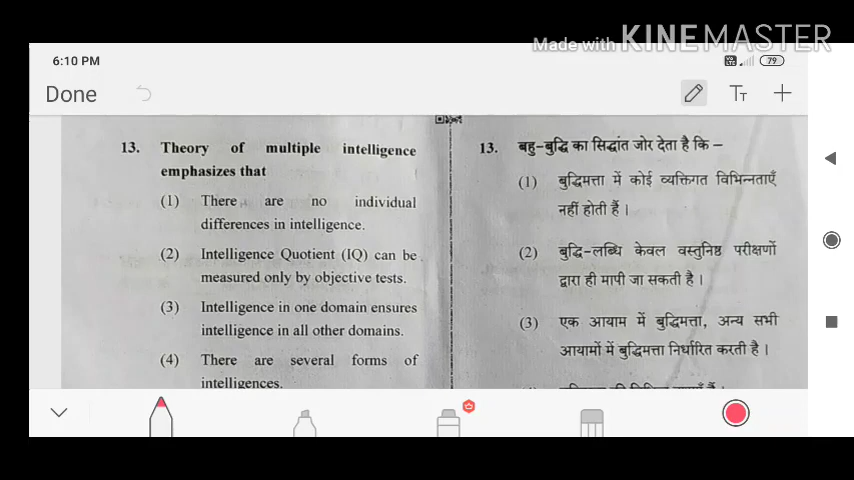 Made with KINEMASTER
6:10 PM
79
Done
TT
13. Theory of multiple intelligence
emphasizes that
(1) There are no individual
differences in intelligence.
(2) Intelligence Quotient (IQ) can be
measured only by objective tests.
(3) Intelligence in one domain ensures
intelligence in all other domains.
(4) There are several forms of
intelligences.
13. बहु-बुद्धि का सिद्धांत जोर देता है कि –
(1) बुद्धिमत्ता में कोई व्यक्तिगत विभिन्नताएँ
नहीं होती हैं ।
(2) बुद्धि-लब्धि केवल वस्तुनिष्ठ परीक्षणों
द्वारा ही मापी जा सकती है ।
(3) एक आयाम में बुद्धिमत्ता, अन्य सभी
आयामों में बुद्धिमत्ता निर्धारित करती है ।